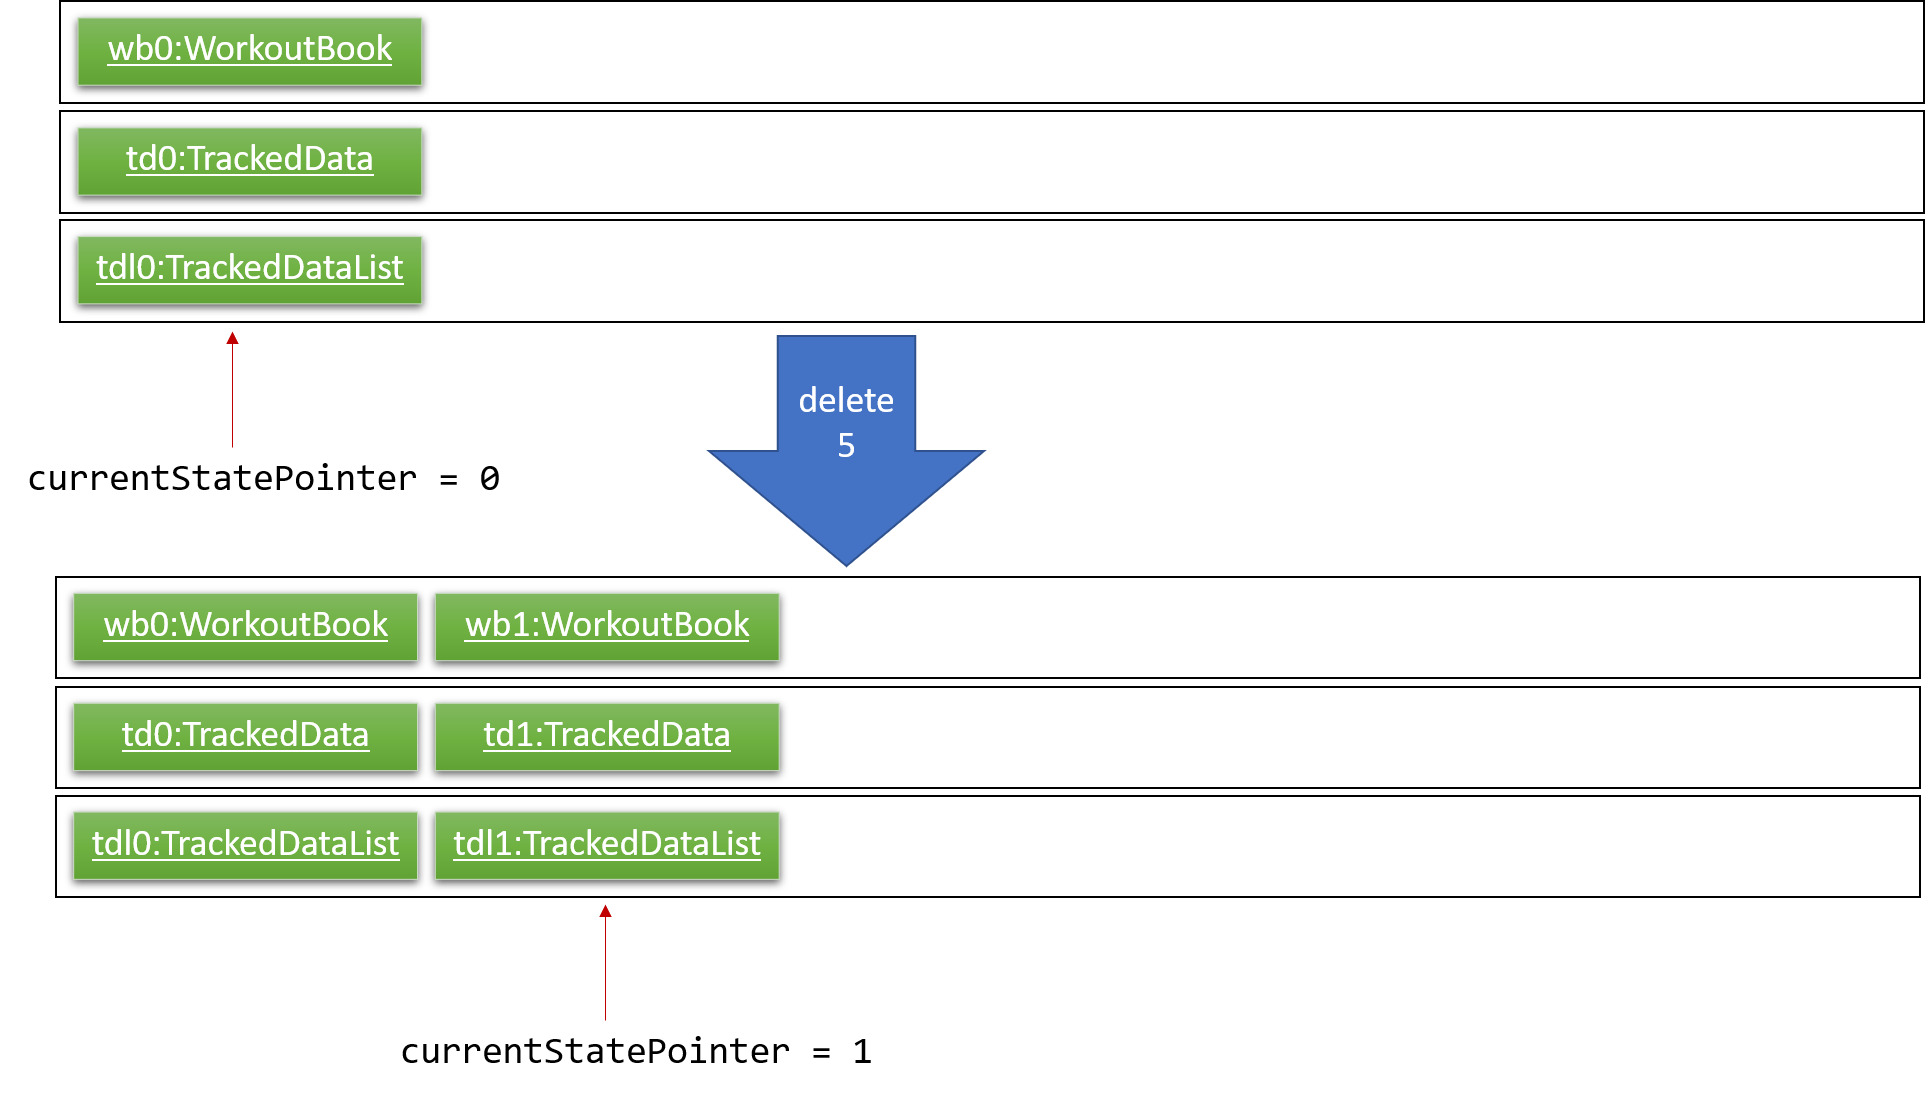 wb0:WorkoutBook
td0:TrackedData
tdl0:TrackedDataList
currentStatePointer = 0
delete
5
wb0:WorkoutBook wb1:WorkoutBook
td0:TrackedData td1:TrackedData
tdl0:TrackedDataList tdl1:TrackedDataList
currentStatePointer = 1